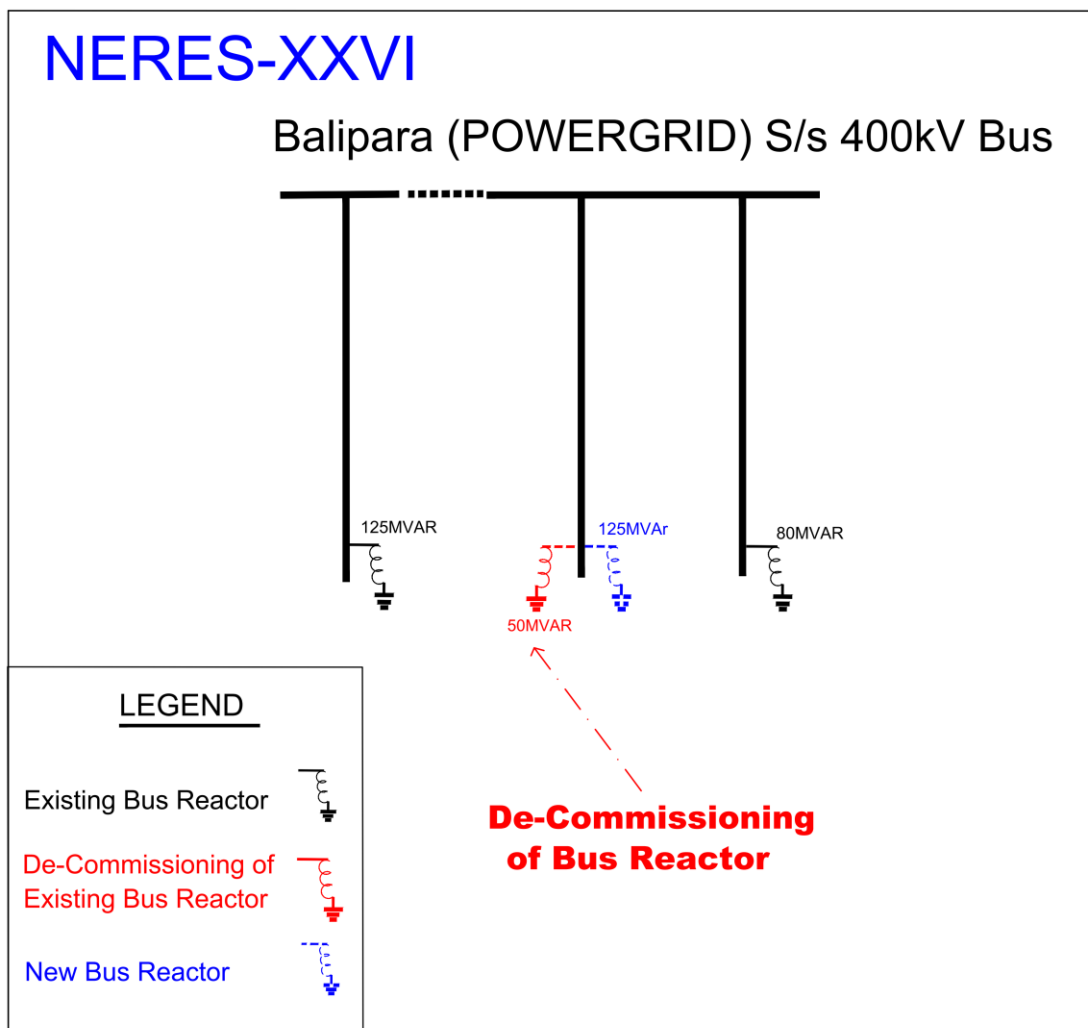 NERES-XXVI
Balipara (POWERGRID) S/s 400kV Bus
125MVAR
125MVAr
80MVAR
50MVAR
De-Commissioning
of Bus Reactor
LEGEND
Existing Bus Reactor
De-Commissioning of
Existing Bus Reactor
New Bus Reactor